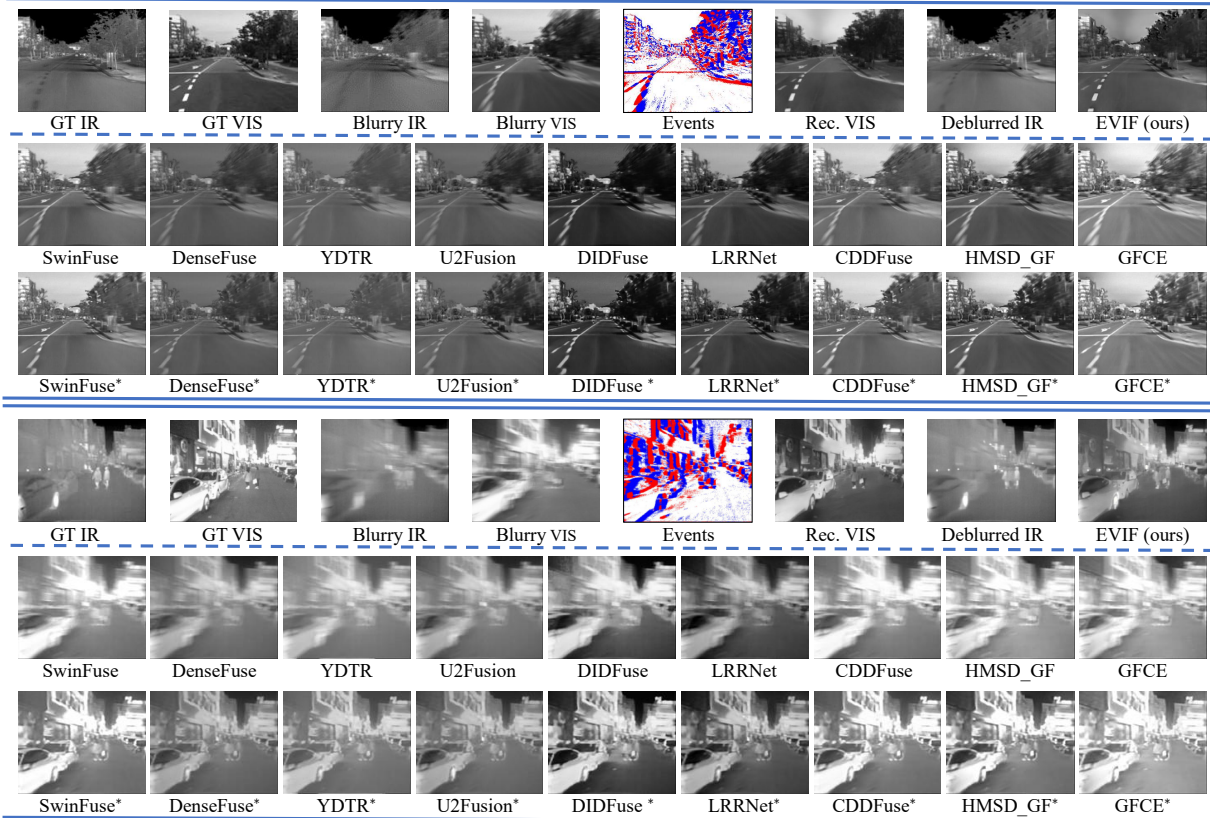 GT IR GT VIS Blurry IR Blurry VIS Events Rec. VIS Deblurred IR EVIF (ours)
SwinFuse DenseFuse YDTR U2Fusion DIDFuse LRRNet CDDFuse HMSD_GF GFCE
SwinFuse* DenseFuse* YDTR* U2Fusion* DIDFuse * LRRNet* CDDFuse* HMSD_GF* GFCE*
GT IR GT VIS Blurry IR Blurry VIS Events Rec. VIS Deblurred IR EVIF (ours)
SwinFuse DenseFuse YDTR U2Fusion DIDFuse LRRNet CDDFuse HMSD_GF GFCE
SwinFuse* DenseFuse* YDTR* U2Fusion* DIDFuse * LRRNet* CDDFuse* HMSD_GF* GFCE*